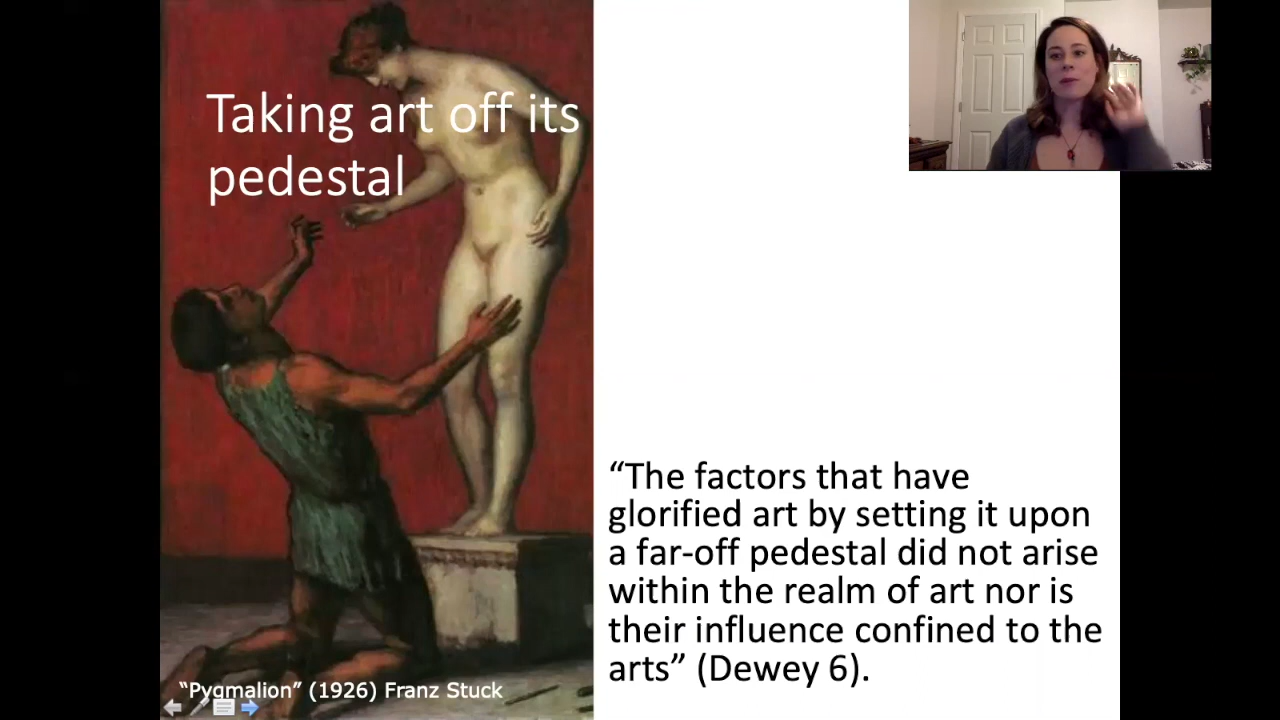 Taking art off its
pedestal
“The factors that have
glorified art by setting it upon
a far-off pedestal did not arise
within the realm of art nor is
their influence confined to the
arts” (Dewey 6).
“Pygmalion” (1926) Franz Stuck